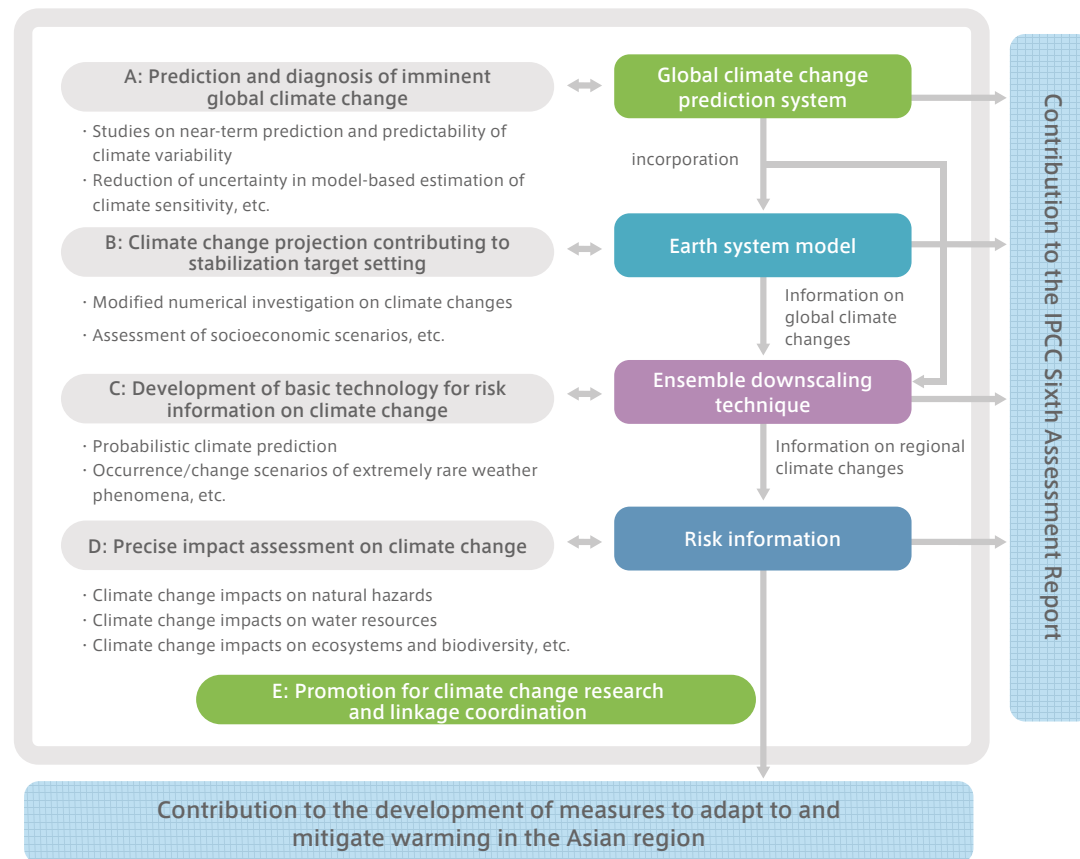 A: Prediction and diagnosis of imminent
global climate change
Global climate change
prediction system
· Studies on near-term prediction and predictability of
climate variability
· Reduction of uncertainty in model-based estimation of
climate sensitivity, etc.
incorporation
B: Climate change projection contributing to
stabilization target setting
Earth system model
· Modified numerical investigation on climate changes
· Assessment of socioeconomic scenarios, etc.
Information on
global climate
changes
C: Development of basic technology for risk
information on climate change
Ensemble downscaling
technique
· Probabilistic climate prediction
· Occurrence/change scenarios of extremely rare weather
phenomena, etc.
Information on regional
climate changes
D: Precise impact assessment on climate change
Risk information
· Climate change impacts on natural hazards
· Climate change impacts on water resources
· Climate change impacts on ecosystems and biodiversity, etc.
E: Promotion for climate change research
and linkage coordination
Contribution to the IPCC Sixth Assessment Report
Contribution to the development of measures to adapt to and
mitigate warming in the Asian region